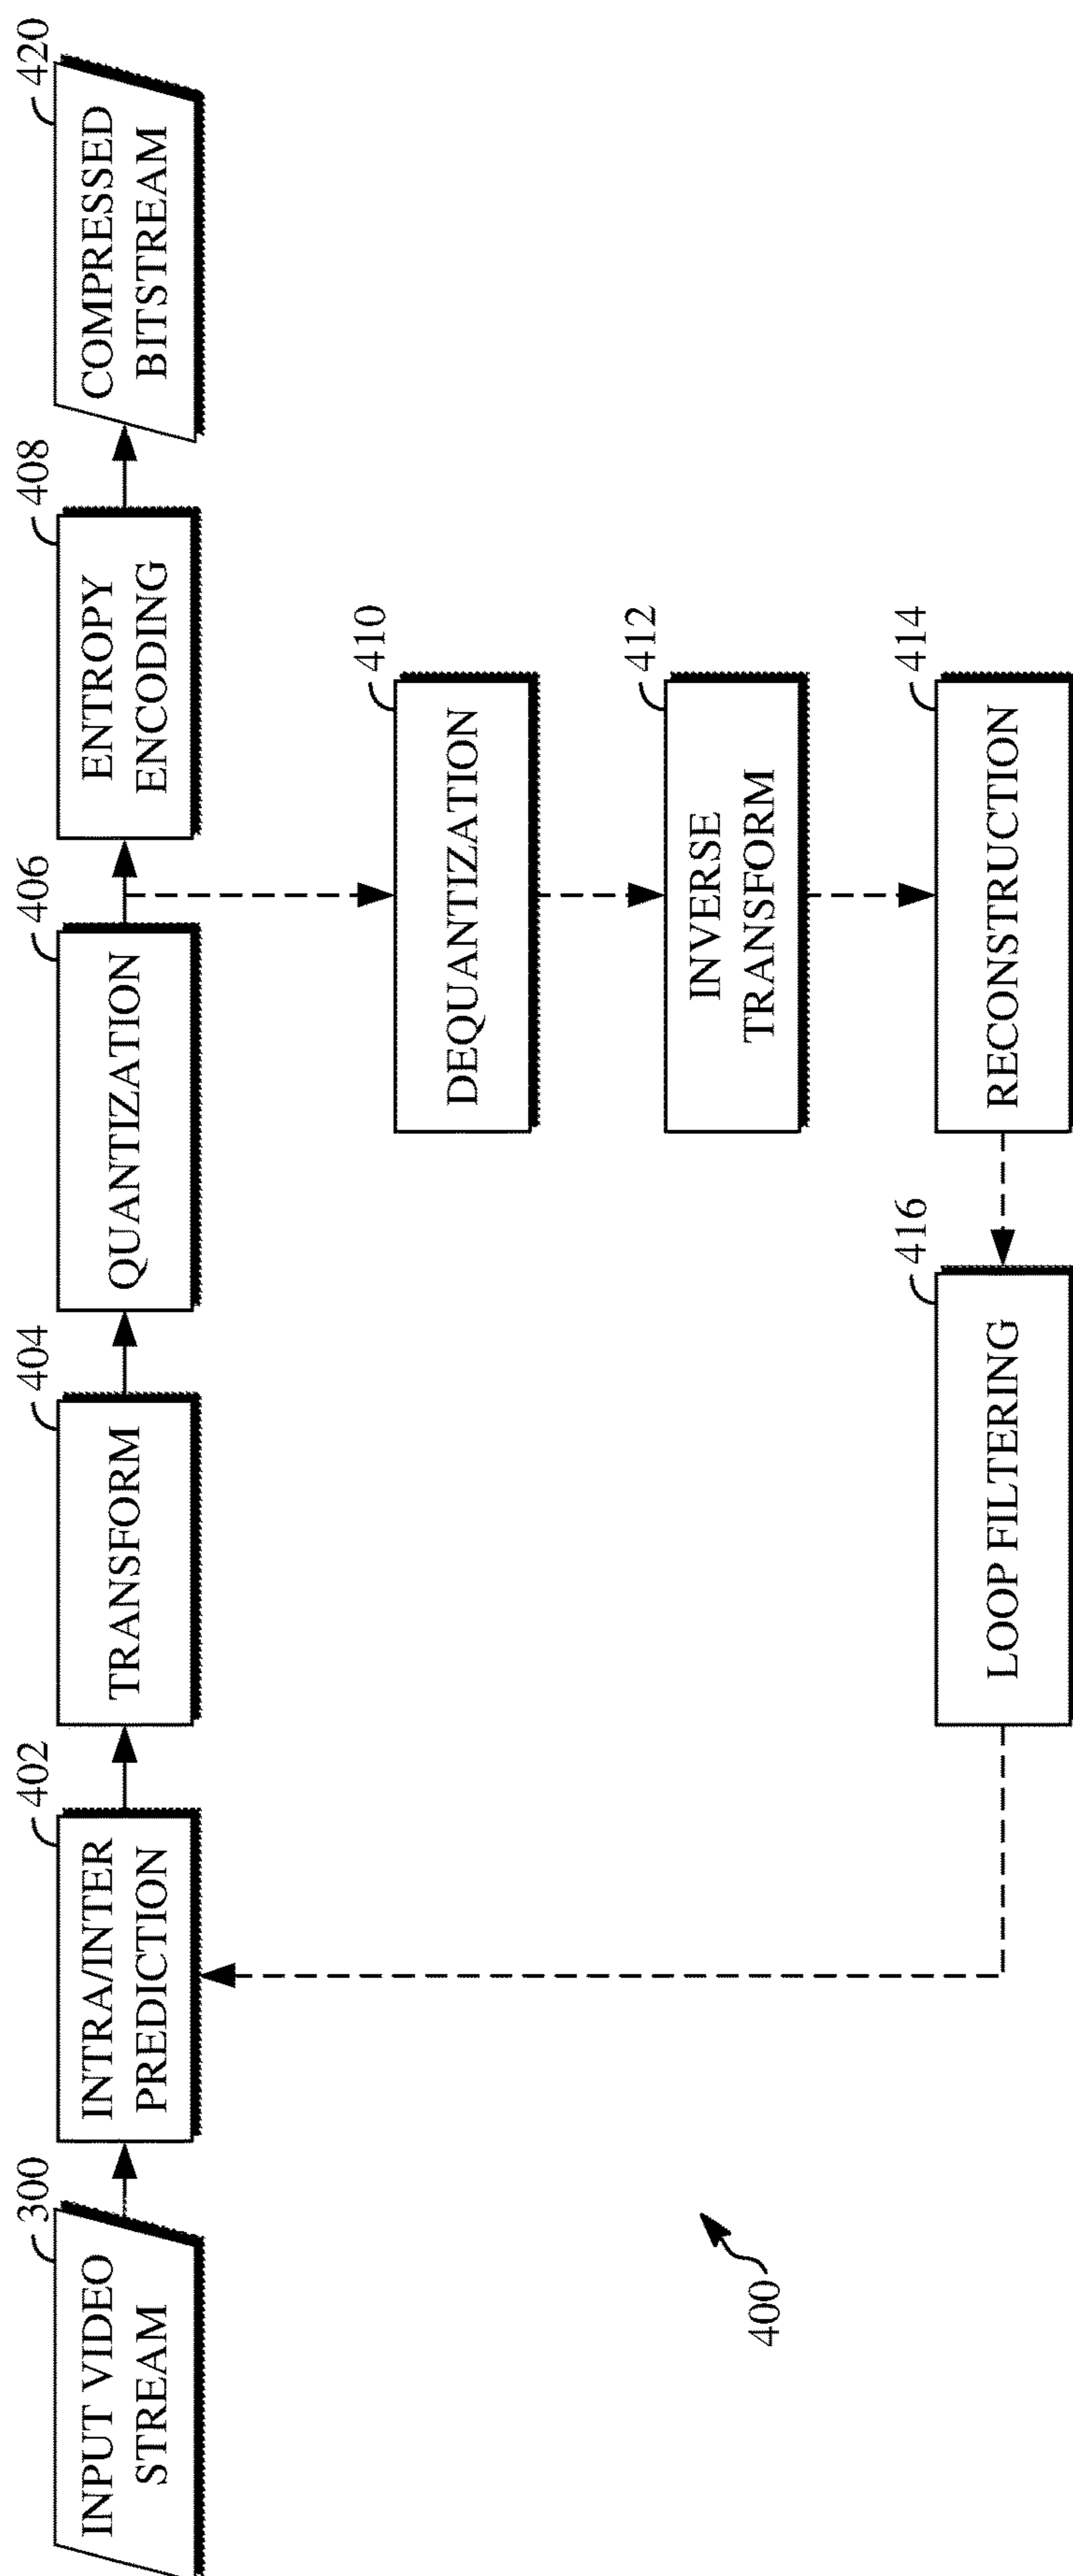 300
INPUT VIDEO
STREAM
402
INTRA/INTER
PREDICTION
404
TRANSFORM
406
QUANTIZATION
408
ENTROPY
ENCODING
420
COMPRESSED
BITSTREAM
410
DEQUANTIZATION
412
INVERSE
TRANSFORM
414
RECONSTRUCTION
416
LOOP FILTERING
400